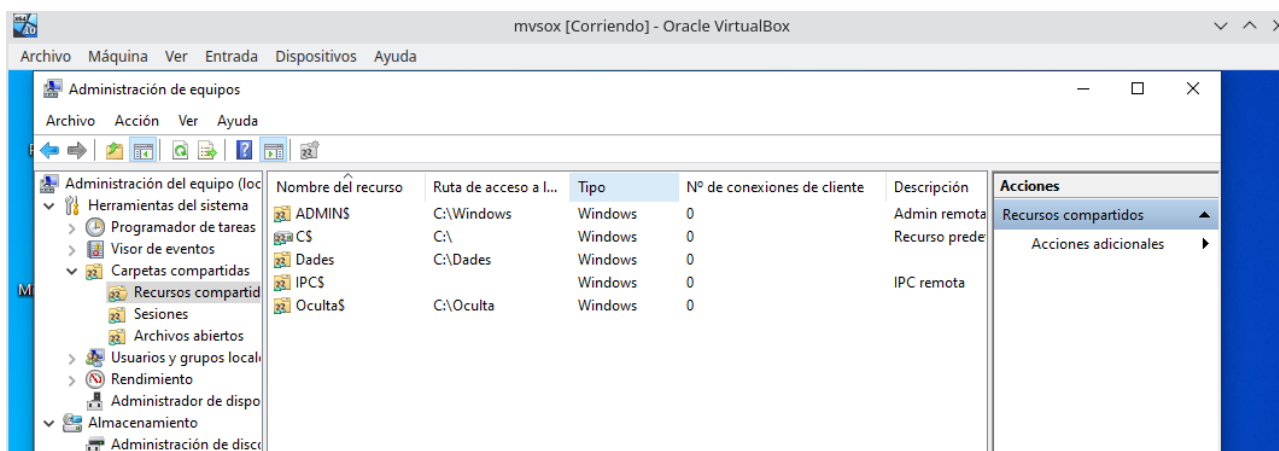 mvsox [Corriendo] - Oracle VirtualBox
Archivo Máquina Ver Entrada Dispositivos Ayuda
Administración de equipos
Archivo Acción Ver Ayuda
Administración del equipo (loc
Herramientas del sistema
Programador de tareas
Visor de eventos
Carpetas compartidas
Recursos compartid
Sesiones
Archivos abiertos
Usuarios y grupos local
Rendimiento
Administrador de dispo
Almacenamiento
Administración de disc
Nombre del recurso Ruta de acceso a l... Tipo Nº de conexiones de cliente Descripción
ADMIN$ C:\Windows Windows 0 Admin remota
C$ C:\ Windows 0 Recurso prede
Dades C:\Dades Windows 0
IPC$ Windows 0 IPC remota
Oculta$ C:\Oculta Windows 0
Acciones
Recursos compartidos
Acciones adicionales